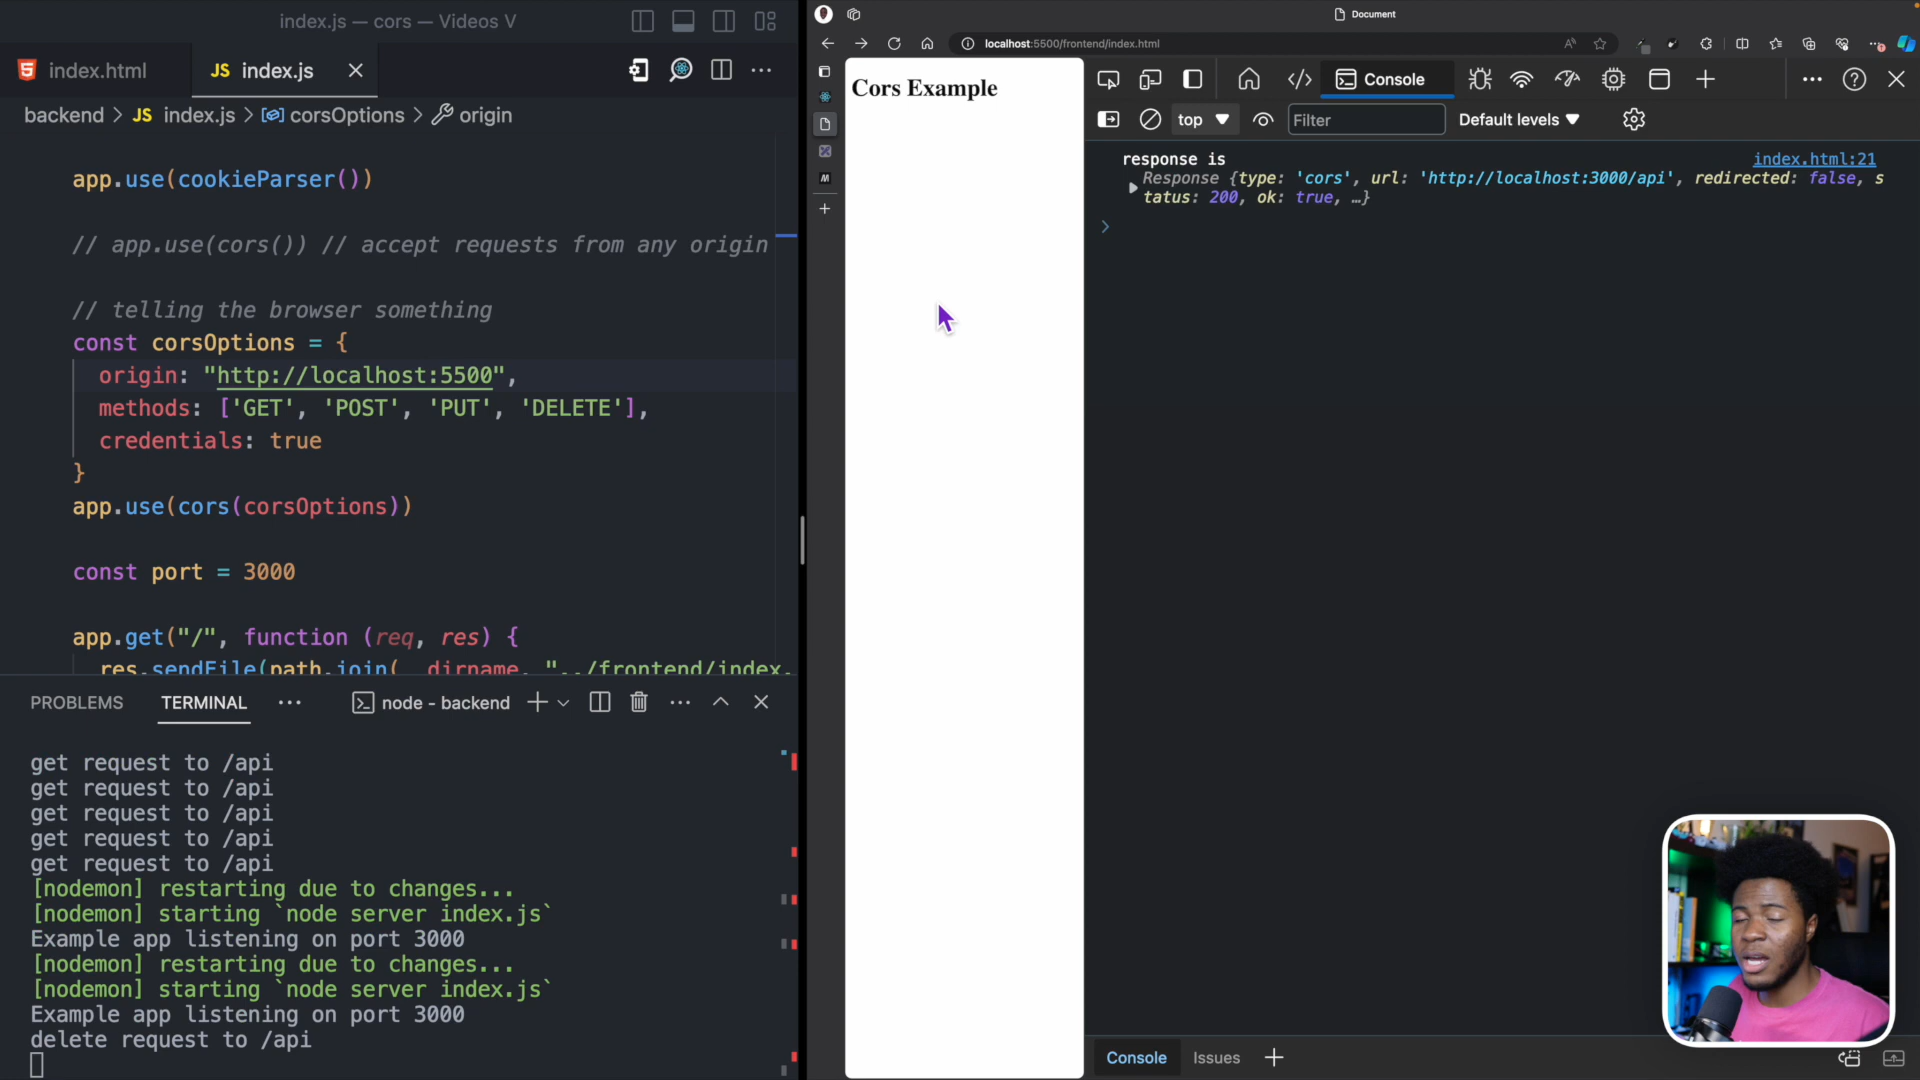 index.js — cors — Videos V
index.html
JS index.js
backend > JS index.js > corsOptions > origin
app.use(cookieParser())
// app.use(cors()) // accept requests from any origin
// telling the browser something
const corsOptions = {
origin: "http://localhost:5500",
methods: ['GET', 'POST', 'PUT', 'DELETE'],
credentials: true
}
app.use(cors(corsOptions))
const port = 3000
app.get("/", function (req, res) {
res.sendFile(path.join(__dirname, "../frontend/index.
PROBLEMS
TERMINAL
node - backend
get request to /api
get request to /api
get request to /api
get request to /api
get request to /api
[nodemon] restarting due to changes...
[nodemon] starting `node server index.js`
Example app listening on port 3000
[nodemon] restarting due to changes...
[nodemon] starting `node server index.js`
Example app listening on port 3000
delete request to /api
Document
localhost:5500/frontend/index.html
Cors Example
Console
top
Filter
Default levels
response is
index.html:21
Response {type: 'cors', url: 'http://localhost:3000/api', redirected: false, s
tatus: 200, ok: true, …}
Console
Issues